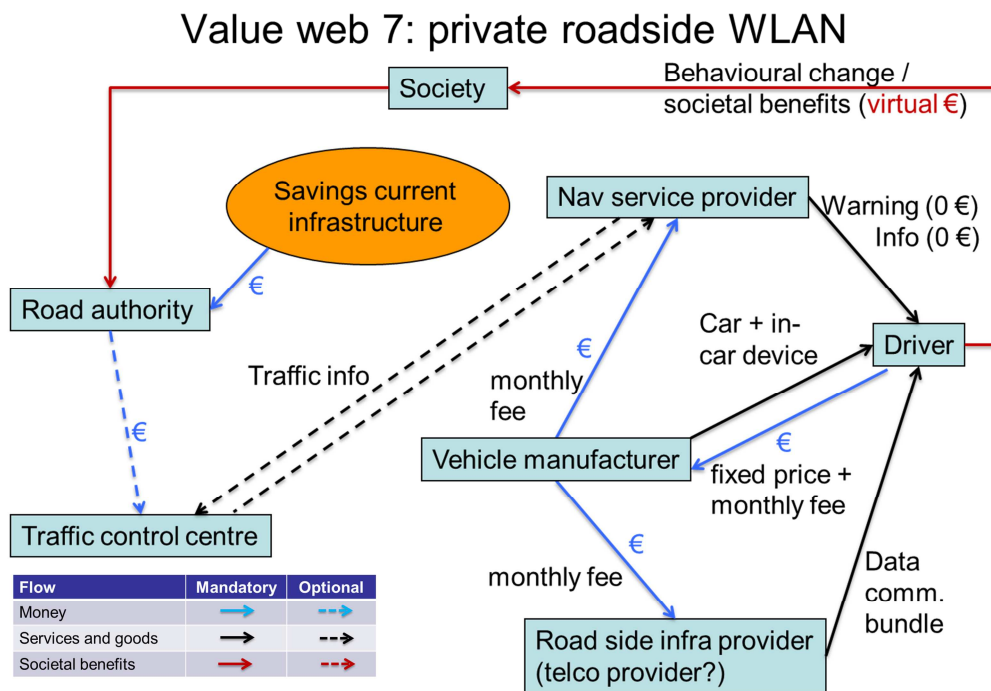 Value web 7: private roadside WLAN
Society
Behavioural change /
societal benefits (virtual €)
Savings current
infrastructure
Nav service provider
Warning (0 €)
Info (0 €)
€
Road authority
Car + in-
car device
Driver
Traffic info
€
monthly
fee
€
€
Vehicle manufacturer
fixed price +
monthly fee
Traffic control centre
€
monthly fee
Data
comm.
bundle
Flow Mandatory Optional
Money
Services and goods
Societal benefits
Road side infra provider
(telco provider?)